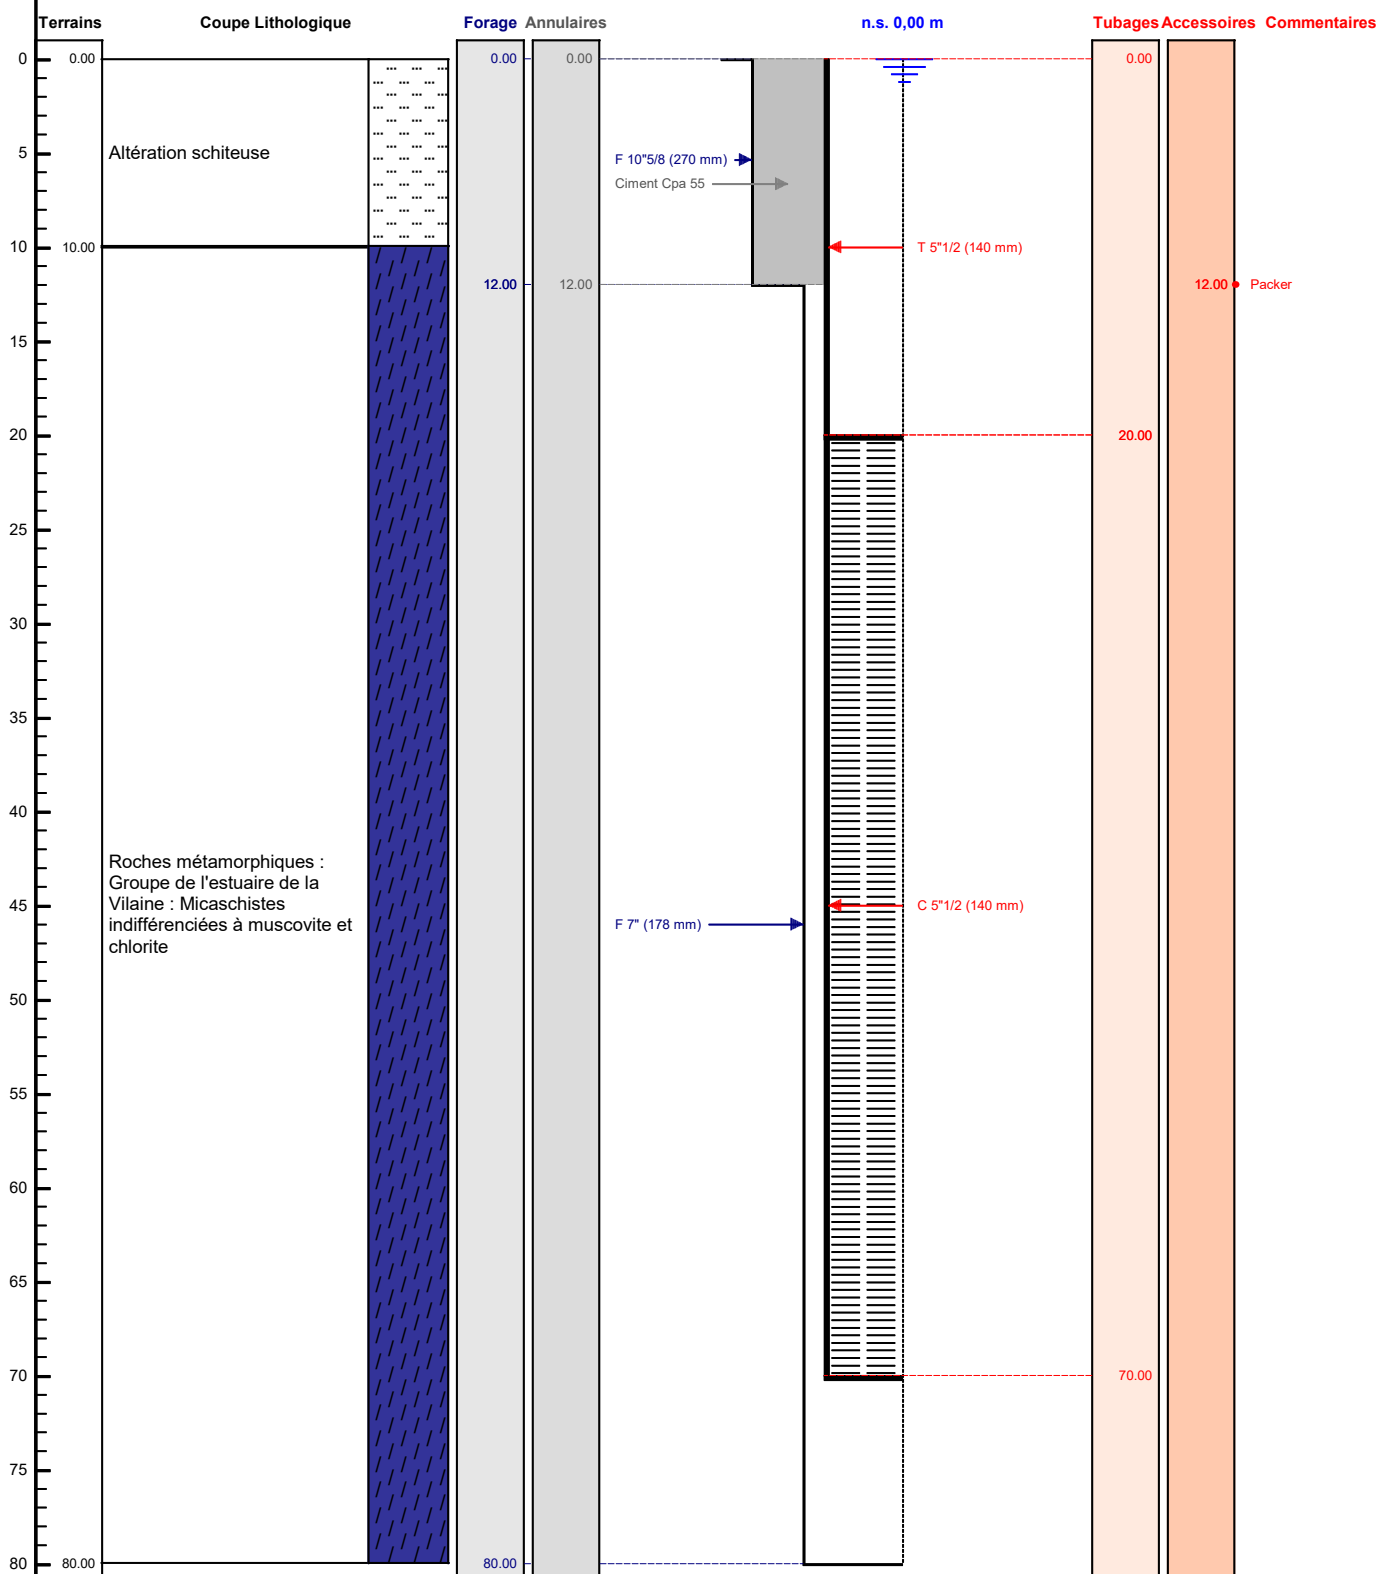 Terrains Coupe Lithologique Forage Annulaires n.s. 0,00 m Tubages Accessoires Commentaires
0 0.00 0.00 0.00 0.00
5 Altération schiteuse F 10"5/8 (270 mm)
Ciment Cpa 55
10 10.00 T 5"1/2 (140 mm)
12.00 12.00 12.00 Packer
15
20 20.00
25
30
35
40
Roches métamorphiques :
Groupe de l'estuaire de la
Vilaine : Micaschistes
indifférenciées à muscovite et
chlorite
45 C 5"1/2 (140 mm)
F 7" (178 mm)
50
55
60
65
70 70.00
75
80 80.00 80.00